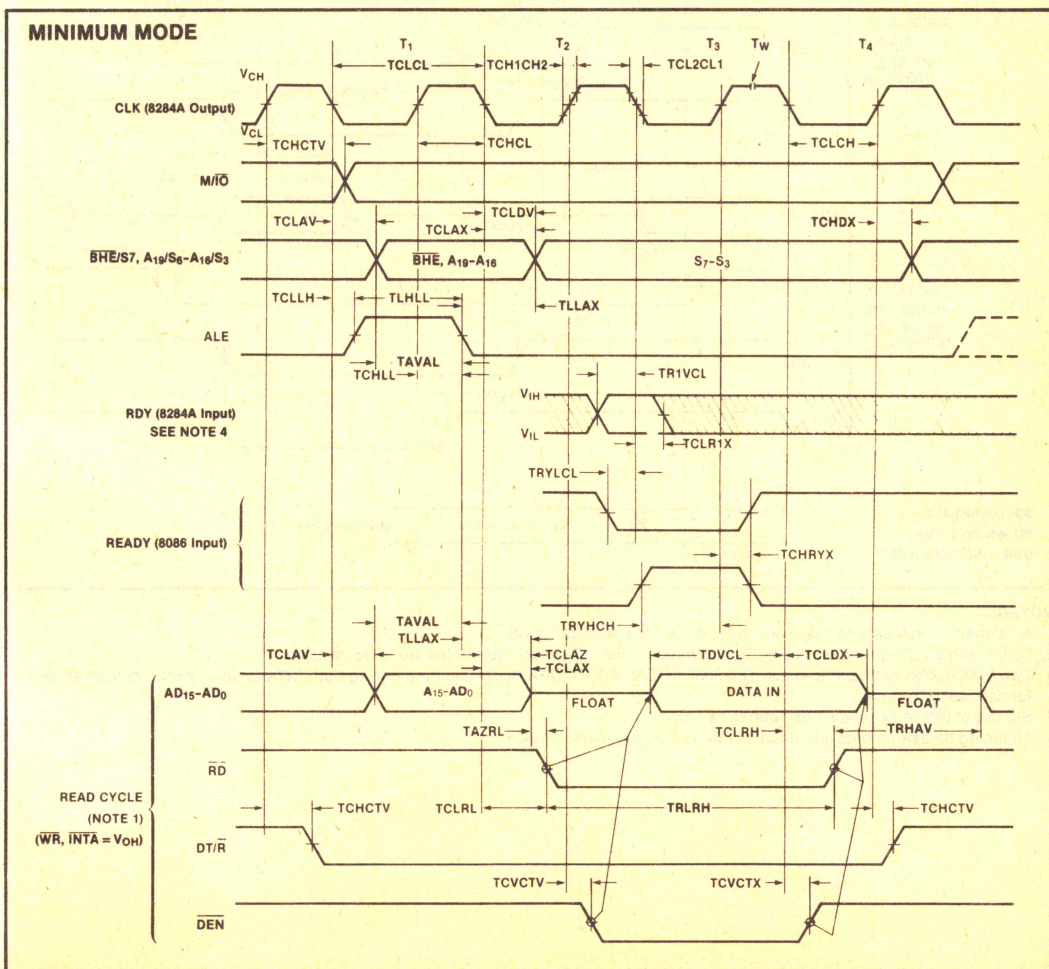 MINIMUM MODE
T1 T2 T3 TW T4
TCLCL TCH1CH2 TCL2CL1
VCH
CLK (8284A Output)
VCL
TCHCTV TCHCL TCLCH
M/IO
TCLDV
TCLAV TCLAX TCHDX
BHE/S7, A19/S6–A16/S3 BHE, A19–A16 S7–S3
TCLLH TLHLL TLLAX
ALE
TAVAL
TCHLL TR1VCL
RDY (8284A Input) VIH
SEE NOTE 4 VIL
TCLR1X
TRYLCL
READY (8086 Input)
TCHRYX
TRYHCH
TAVAL
TLLAX
TCLAV TCLAZ TDVCL TCLDX
TCLAX
AD15–AD0 A15–AD0 FLOAT DATA IN FLOAT
TAZRL TCLRH TRHAV
RD
READ CYCLE TCHCTV TCLRL TRLRH TCHCTV
(NOTE 1)
(WR, INTA = VOH)
DT/R
TCVCTV TCVCTX
DEN